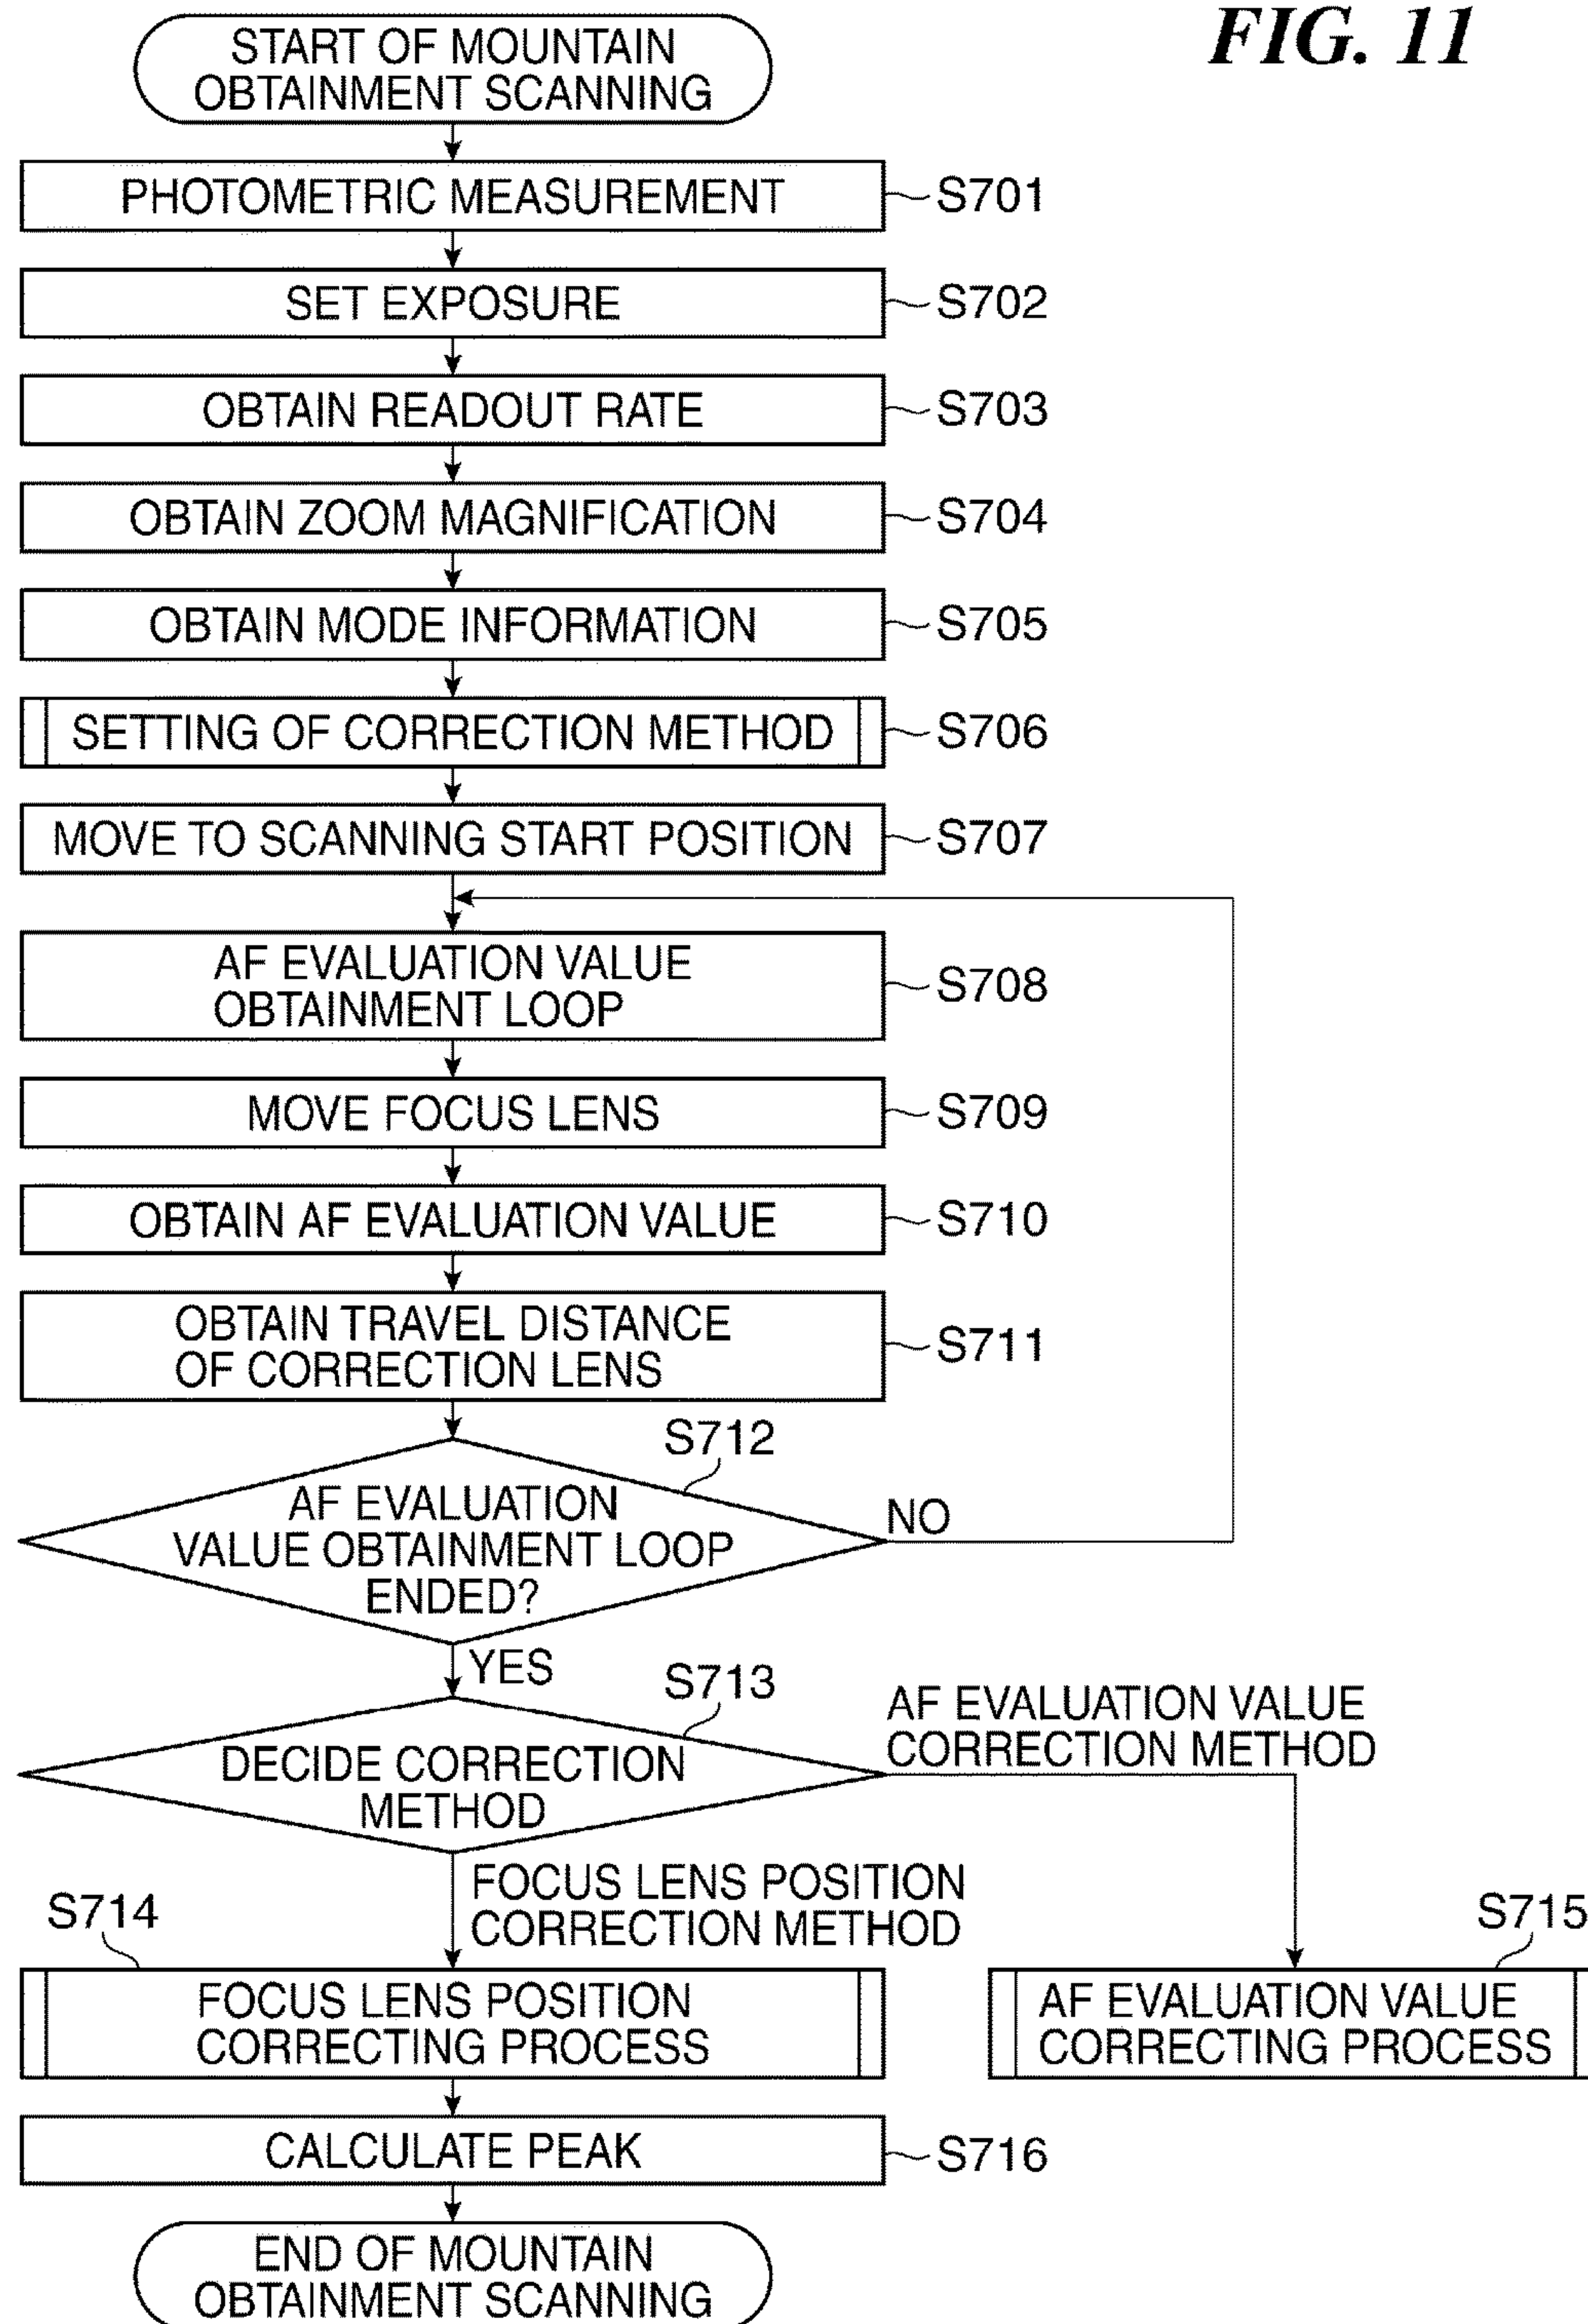 FIG. 11
START OF MOUNTAIN
OBTAINMENT SCANNING
PHOTOMETRIC MEASUREMENT
S701
SET EXPOSURE
S702
OBTAIN READOUT RATE
S703
OBTAIN ZOOM MAGNIFICATION
S704
OBTAIN MODE INFORMATION
S705
SETTING OF CORRECTION METHOD
S706
MOVE TO SCANNING START POSITION
S707
AF EVALUATION VALUE
OBTAINMENT LOOP
S708
MOVE FOCUS LENS
S709
OBTAIN AF EVALUATION VALUE
S710
OBTAIN TRAVEL DISTANCE
OF CORRECTION LENS
S711
S712
AF EVALUATION
VALUE OBTAINMENT LOOP
ENDED?
NO
YES
S713
DECIDE CORRECTION
METHOD
AF EVALUATION VALUE
CORRECTION METHOD
FOCUS LENS POSITION
CORRECTION METHOD
S714
FOCUS LENS POSITION
CORRECTING PROCESS
S715
AF EVALUATION VALUE
CORRECTING PROCESS
CALCULATE PEAK
S716
END OF MOUNTAIN
OBTAINMENT SCANNING